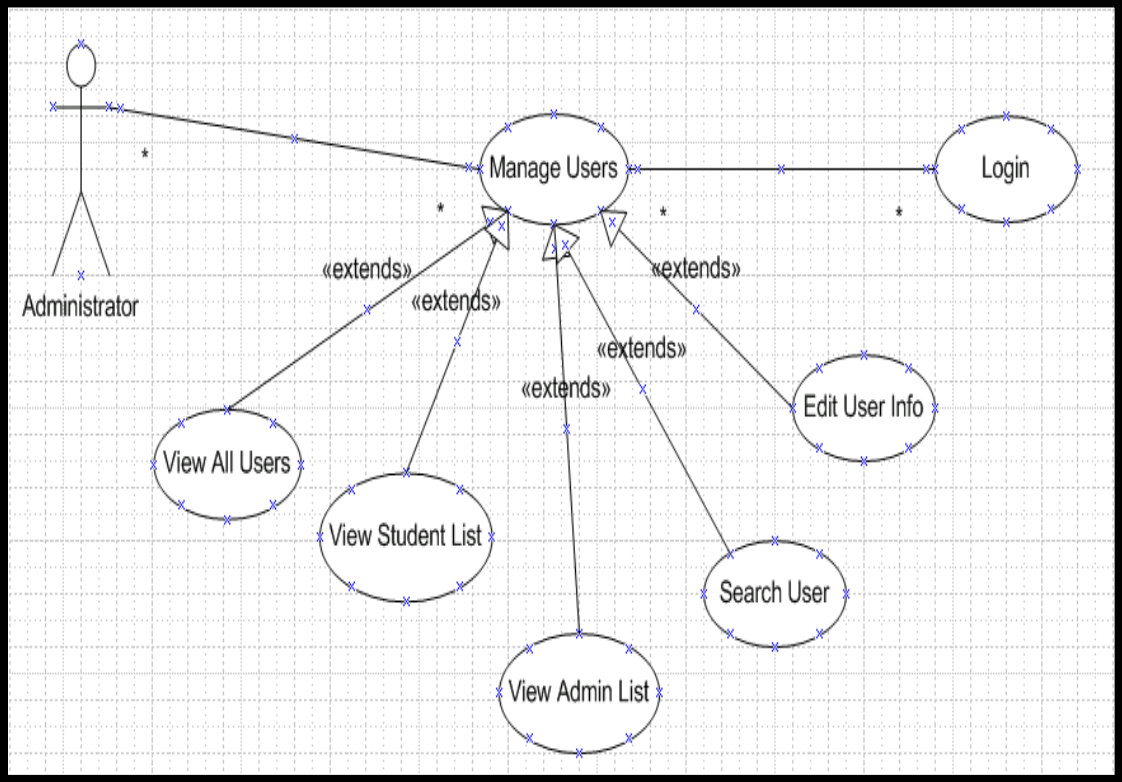 Manage Users
Login
*
*
*
*
«extends»
«extends»
«extends»
Administrator
«extends»
«extends»
Edit User Info
View All Users
View Student List
Search User
View Admin List